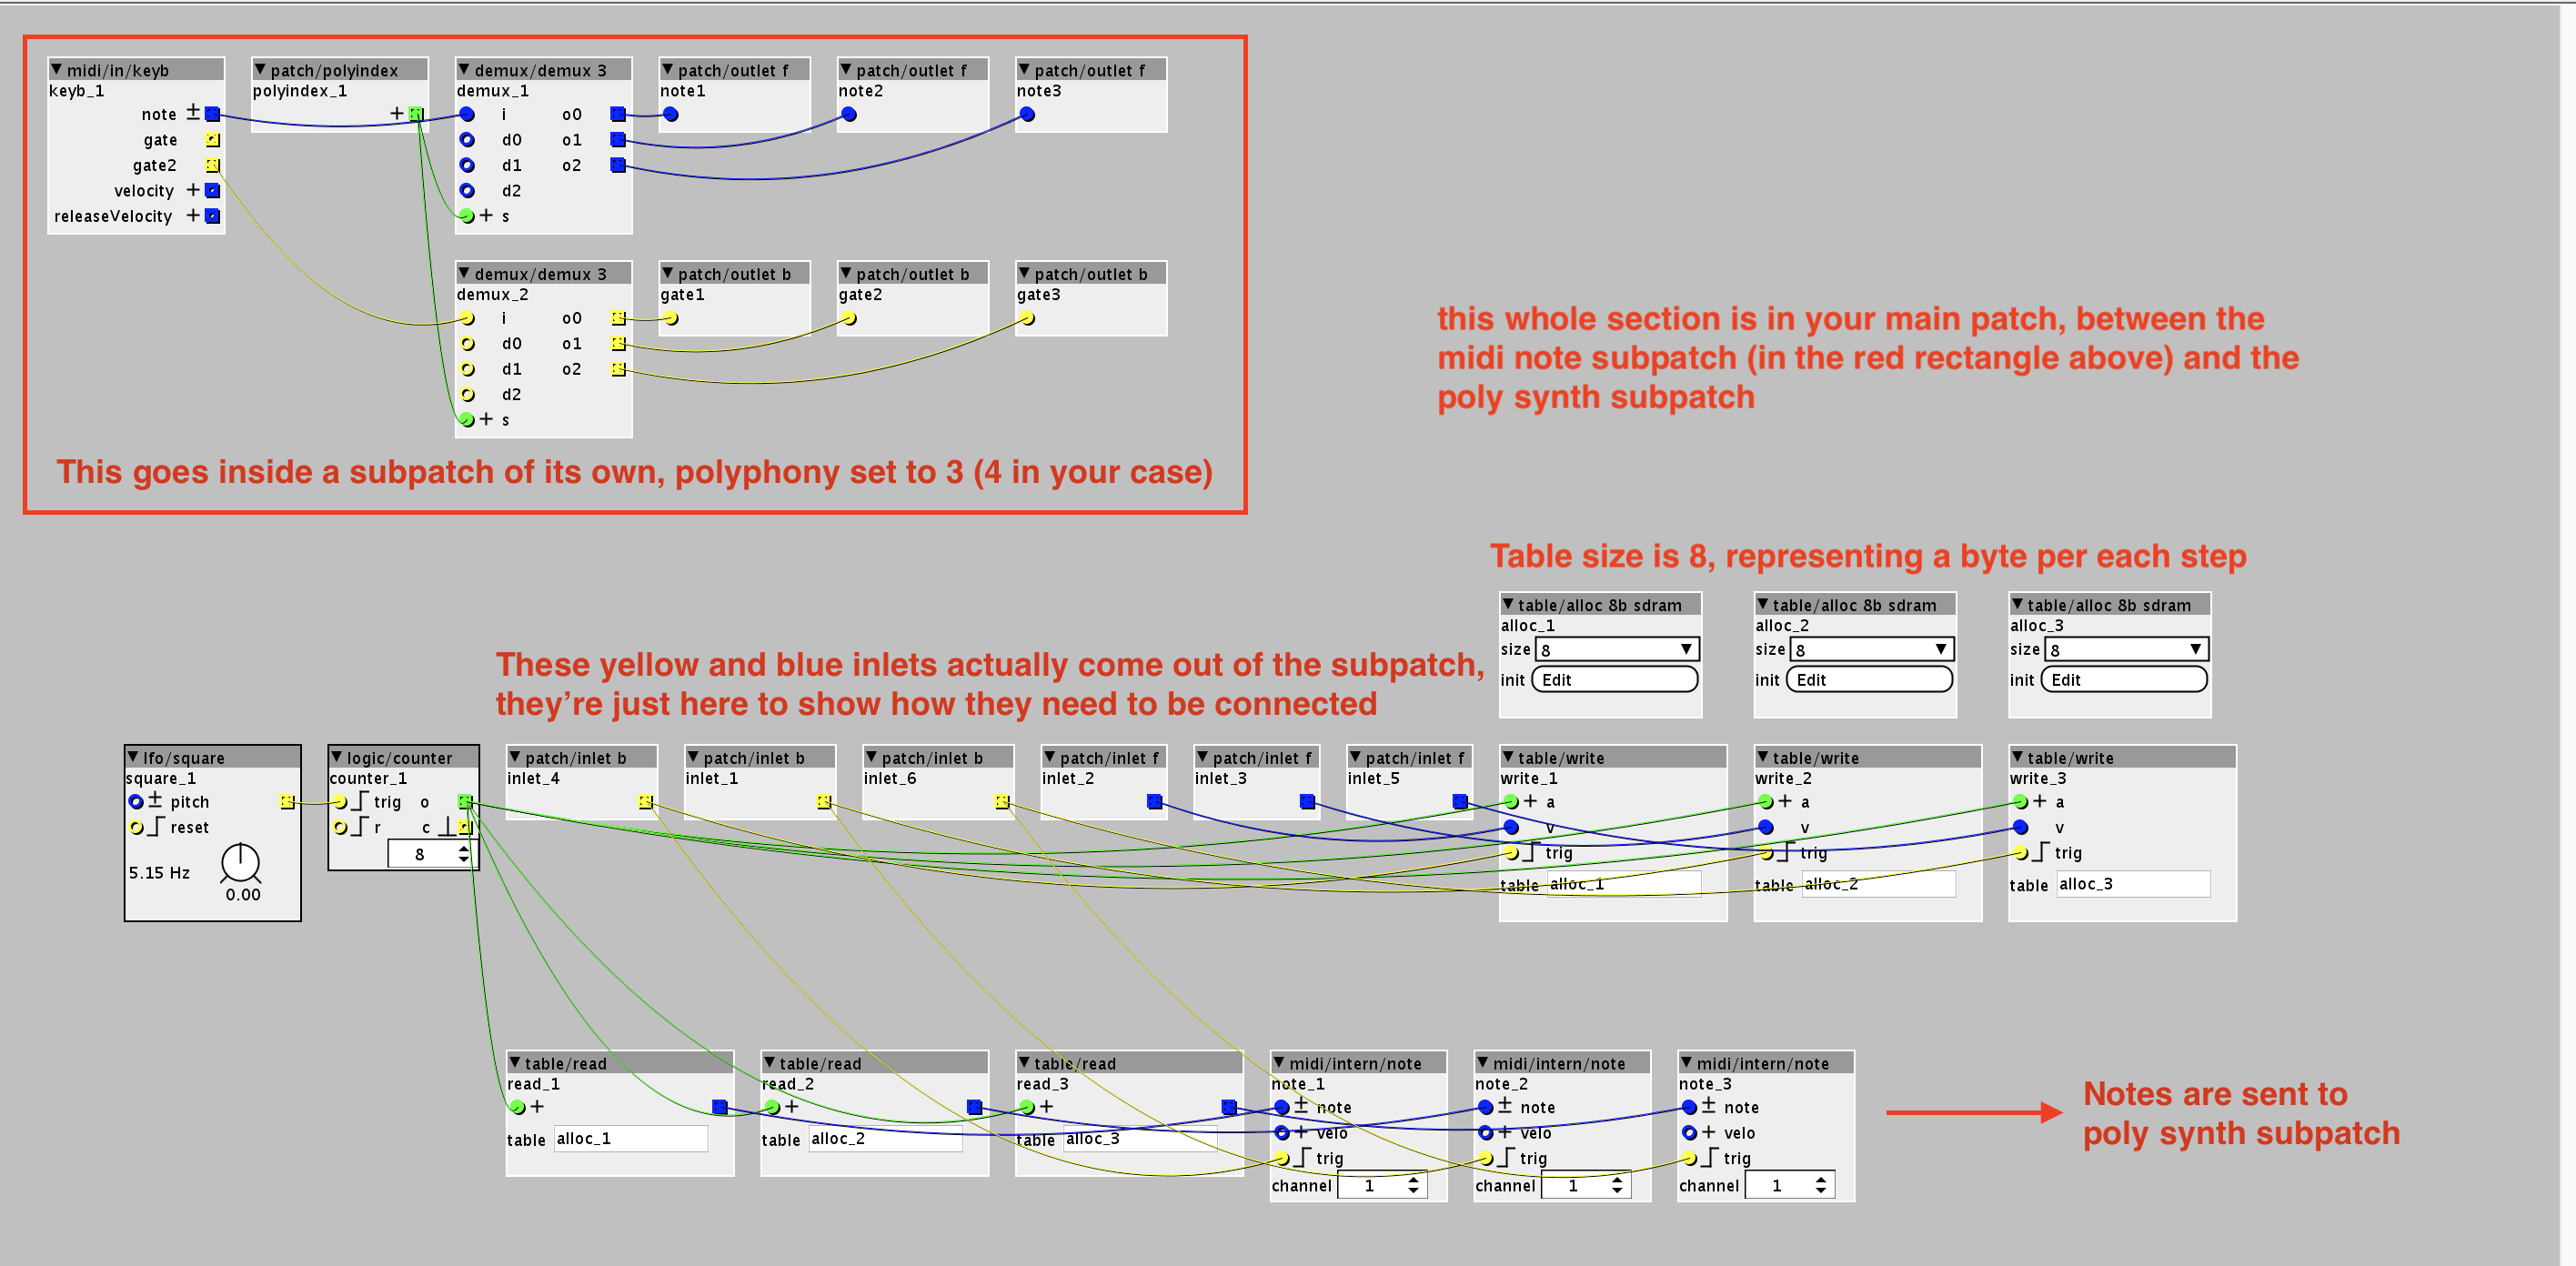 midi/in/keyb
keyb_1
note ±
gate
gate2
velocity +
releaseVelocity +
patch/polyindex
polyindex_1
+
demux/demux 3
demux_1
i o0
d0 o1
d1 o2
d2
+ s
patch/outlet f
note1
patch/outlet f
note2
patch/outlet f
note3
demux/demux 3
demux_2
i o0
d0 o1
d1 o2
d2
+ s
patch/outlet b
gate1
patch/outlet b
gate2
patch/outlet b
gate3
This goes inside a subpatch of its own, polyphony set to 3 (4 in your case)
this whole section is in your main patch, between the
midi note subpatch (in the red rectangle above) and the
poly synth subpatch
Table size is 8, representing a byte per each step
table/alloc 8b sdram
alloc_1
size 8
init Edit
table/alloc 8b sdram
alloc_2
size 8
init Edit
table/alloc 8b sdram
alloc_3
size 8
init Edit
These yellow and blue inlets actually come out of the subpatch,
they’re just here to show how they need to be connected
lfo/square
square_1
± pitch
reset
5.15 Hz
0.00
logic/counter
counter_1
trig o
r c
8
patch/inlet b
inlet_4
patch/inlet b
inlet_1
patch/inlet b
inlet_6
patch/inlet f
inlet_2
patch/inlet f
inlet_3
patch/inlet f
inlet_5
table/write
write_1
+ a
v
trig
table alloc_1
table/write
write_2
+ a
v
trig
table alloc_2
table/write
write_3
+ a
v
trig
table alloc_3
table/read
read_1
+
table alloc_1
table/read
read_2
+
table alloc_2
table/read
read_3
+
table alloc_3
midi/intern/note
note_1
± note
+ velo
trig
channel 1
midi/intern/note
note_2
± note
+ velo
trig
channel 1
midi/intern/note
note_3
± note
+ velo
trig
channel 1
Notes are sent to
poly synth subpatch